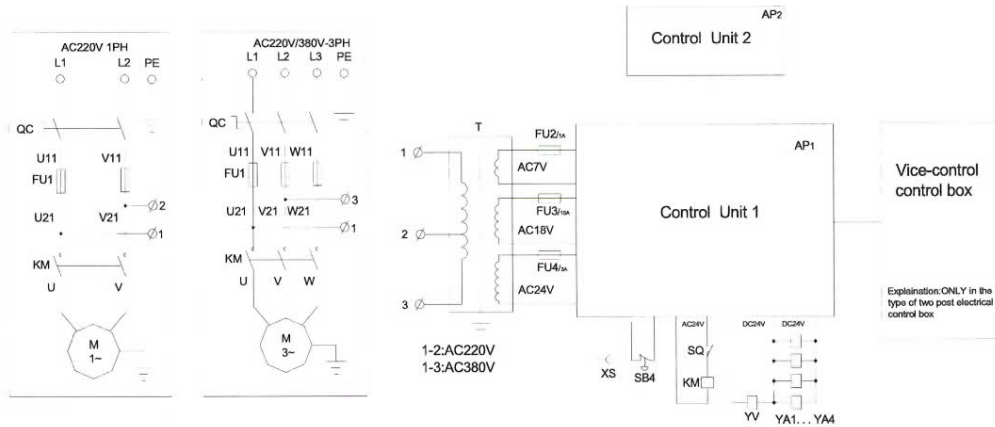 AC220V 1PH
L1 L2 PE
QC
U11 V11
FU1
2
U21 V21
1
KM
U V
M
1~
AC220V/380V-3PH
L1 L2 L3 PE
QC
U11 V11 W11
FU1
3
U21 V21 W21
1
KM
U V W
M
3~
1
2
3
T
FU2/1A
AC7V
FU3/10A
AC18V
FU4/3A
AC24V
1-2:AC220V
1-3:AC380V
AP2
Control Unit 2
AP1
Control Unit 1
XS
SB4
AC24V
SQ
KM
DC24V DC24V
YV
YA1...YA4
Vice-control
control box
Explaination:ONLY in the
type of two post electrical
control box